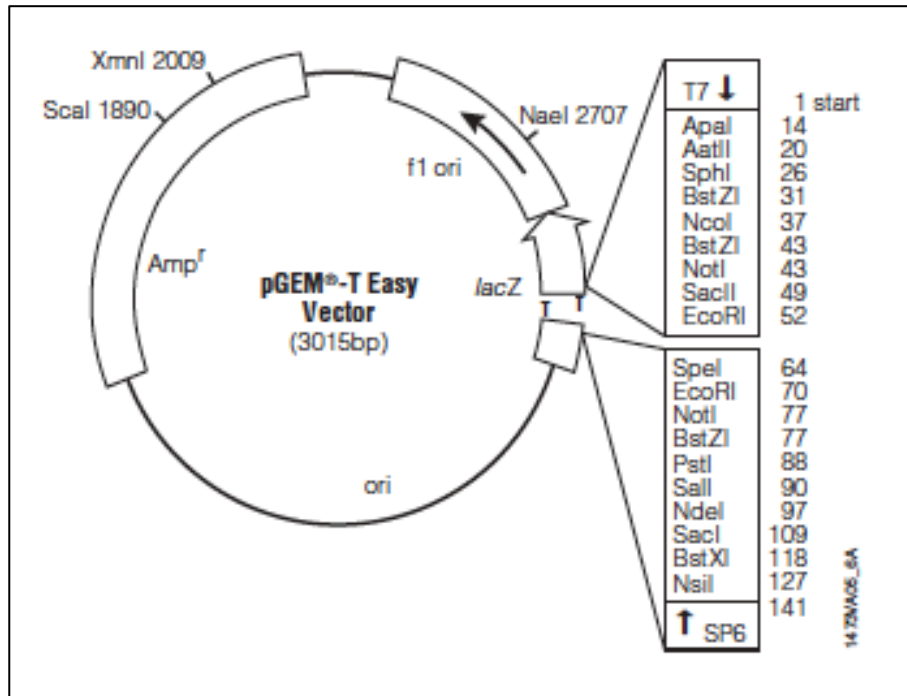 XmnI 2009
ScaI 1890
NaeI 2707
f1 ori
Ampʳ
pGEM®-T Easy
Vector
(3015bp)
lacZ
T T
ori
T7 ↓
1 start
ApaI 14
AatII 20
SphI 26
BstZI 31
NcoI 37
BstZI 43
NotI 43
SacII 49
EcoRI 52
SpeI 64
EcoRI 70
NotI 77
BstZI 77
PstI 88
SalI 90
NdeI 97
SacI 109
BstXI 118
NsiI 127
141
↑ SP6
1473VA05_6A